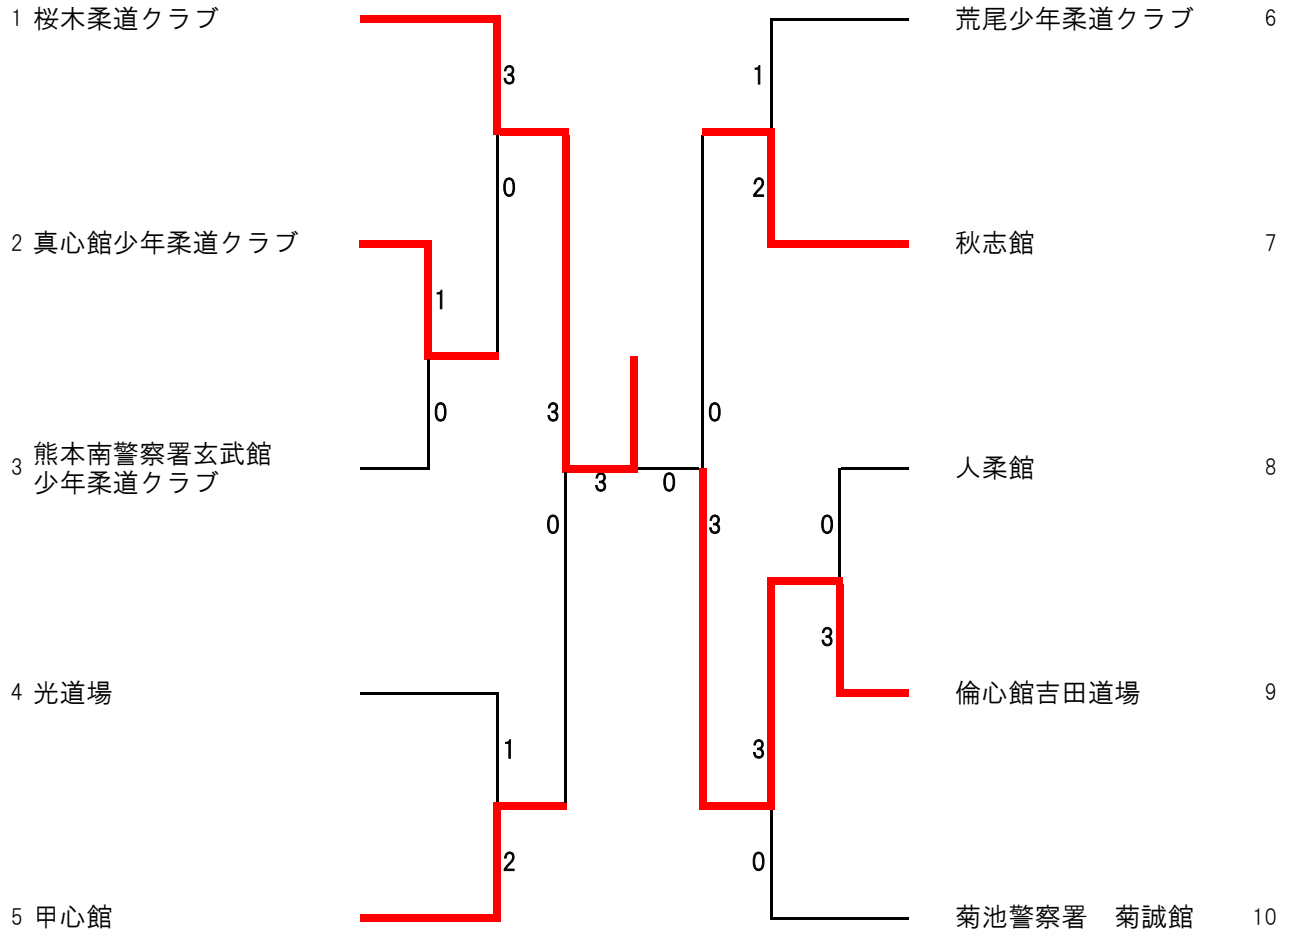 1 桜木柔道クラブ
荒尾少年柔道クラブ 6
3
1
0
2
2 真心館少年柔道クラブ
秋志館 7
1
0
3
0
3 熊本南警察署玄武館
少年柔道クラブ
人柔館 8
3
0
0
3
0
3
4 光道場
倫心館吉田道場 9
1
3
2
0
5 甲心館
菊池警察署 菊誠館 10